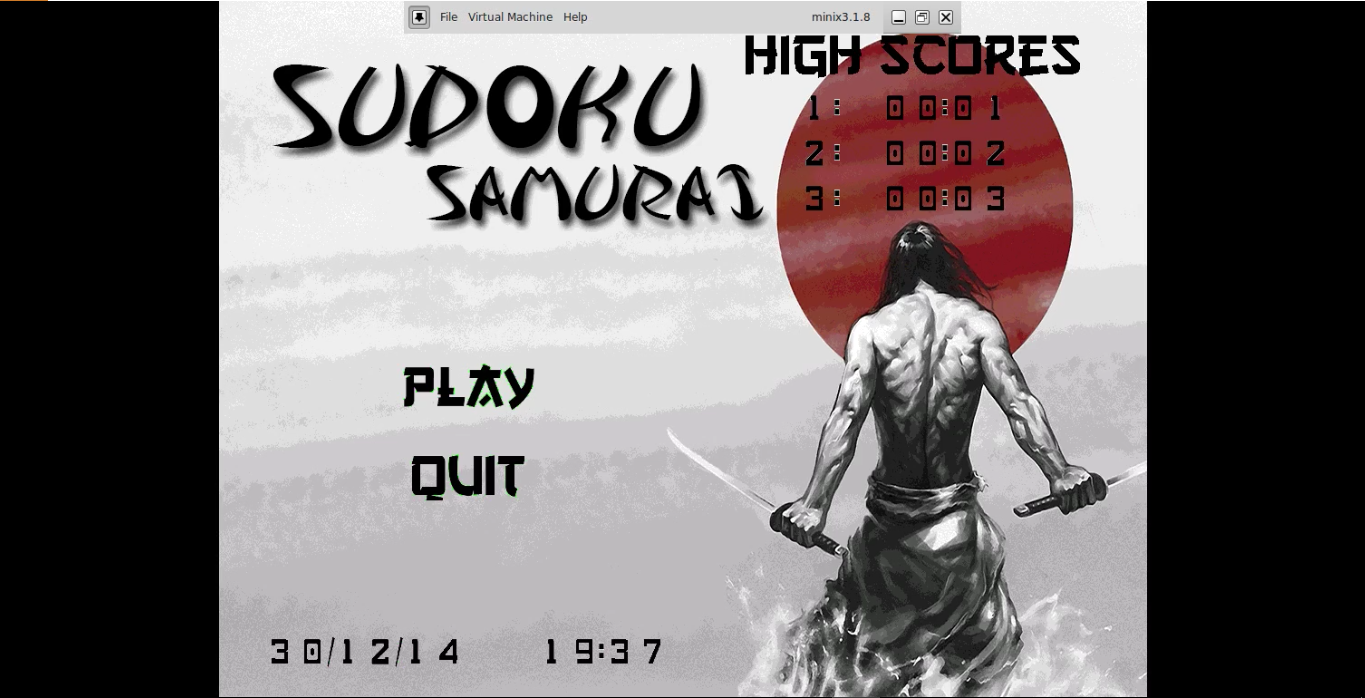 File Virtual Machine Help minix3.1.8
SUDOKU
SAMURAI
HIGH SCORES
1: 00:01
2: 00:02
3: 00:03
PLAY
QUIT
30/12/14 19:37